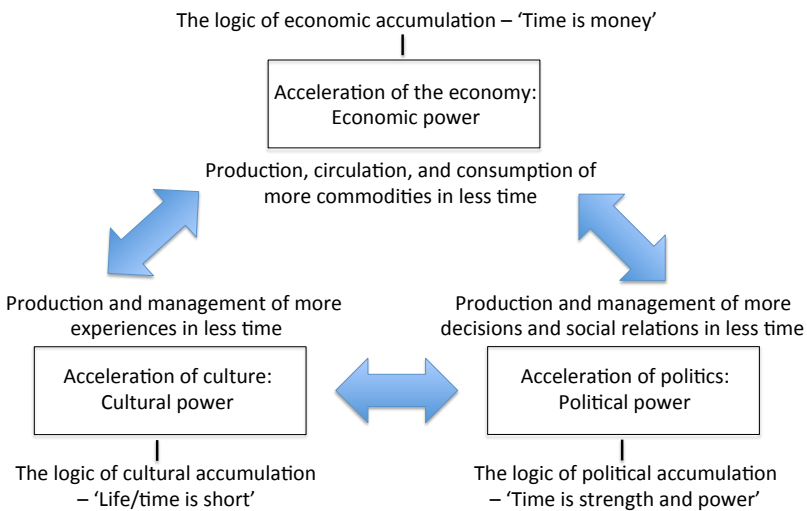 The logic of economic accumulation – ‘Time is money’
Acceleration of the economy:
Economic power
Production, circulation, and consumption of
more commodities in less time
Production and management of more
experiences in less time
Acceleration of culture:
Cultural power
The logic of cultural accumulation
– ‘Life/time is short’
Production and management of more
decisions and social relations in less time
Acceleration of politics:
Political power
The logic of political accumulation
– ‘Time is strength and power’